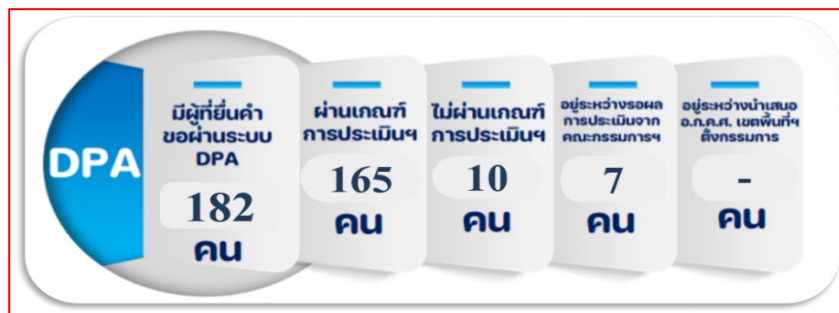 DPA
มีผู้ที่ยื่นคำ
ขอผ่านระบบ
DPA
182
คน
ผ่านเกณฑ์
การประเมินฯ
165
คน
ไม่ผ่านเกณฑ์
การประเมินฯ
10
คน
อยู่ระหว่างรอผล
การประเมินจาก
คณะกรรมการฯ
7
คน
อยู่ระหว่างนำเสนอ
อ.ก.ค.ศ. เขตพื้นที่ฯ
ตั้งกรรมการ
-
คน